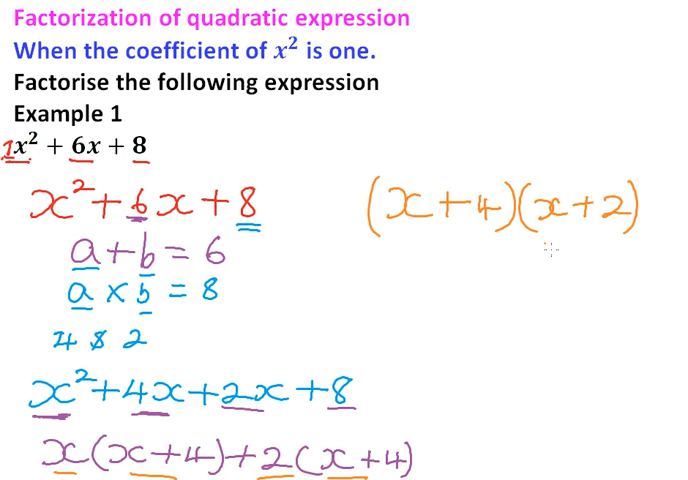 Factorization of quadratic expression
When the coefficient of x² is one.
Factorise the following expression
Example 1
1x² + 6x + 8
x² + 6x + 8
a + b = 6
a × b = 8
4 & 2
x² + 4x + 2x + 8
x(x + 4) + 2(x + 4)
(x + 4)(x + 2)